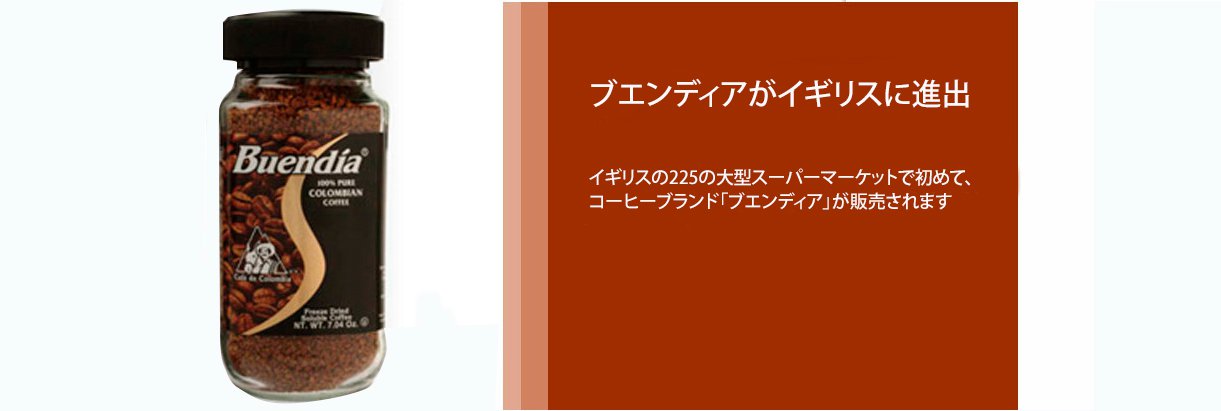 Buendía®
100% PURE
COLOMBIAN
COFFEE
Café de Colombia
Freeze Dried
Soluble Coffee
NT. WT. 7.04 Oz.
ブエンディアがイギリスに進出
イギリスの225の大型スーパーマーケットで初めて、
コーヒーブランド「ブエンディア」が販売されます